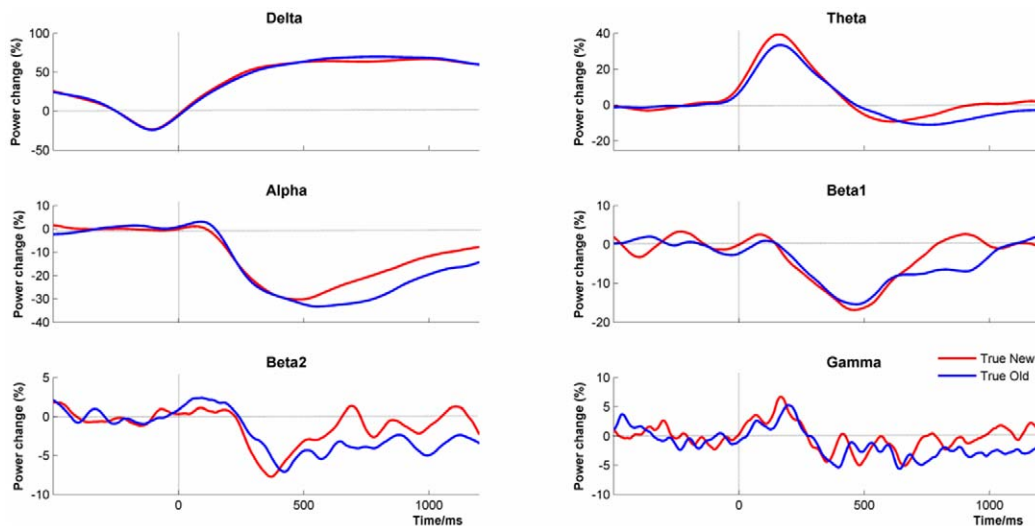 Delta
Power change (%)
100
50
0
-50
Theta
Power change (%)
40
20
0
-20
Alpha
Power change (%)
10
0
-10
-20
-30
-40
Beta1
Power change (%)
10
0
-10
-20
Beta2
Power change (%)
5
0
-5
-10
0
500
1000
Time/ms
Gamma
True New
True Old
Power change (%)
10
5
0
-5
-10
0
500
1000
Time/ms